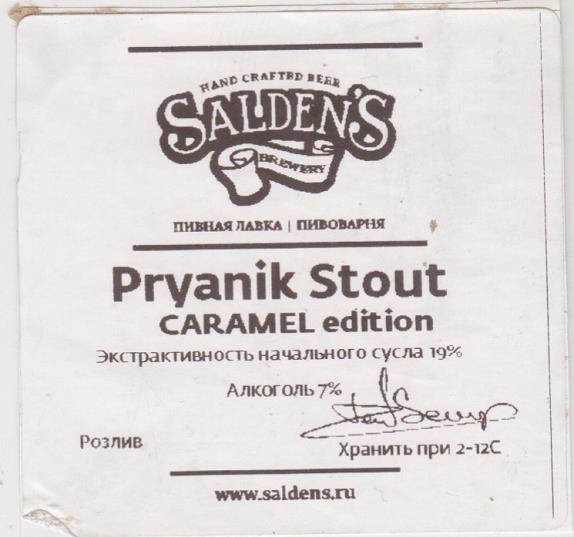 HAND CRAFTED BEER
SALDEN'S
BREWERY
ПИВНАЯ ЛАВКА | ПИВОВАРНЯ
Pryanik Stout
CARAMEL edition
Экстрактивность начального сусла 19%
Алкоголь 7%
Розлив
Хранить при 2-12С
www.saldens.ru